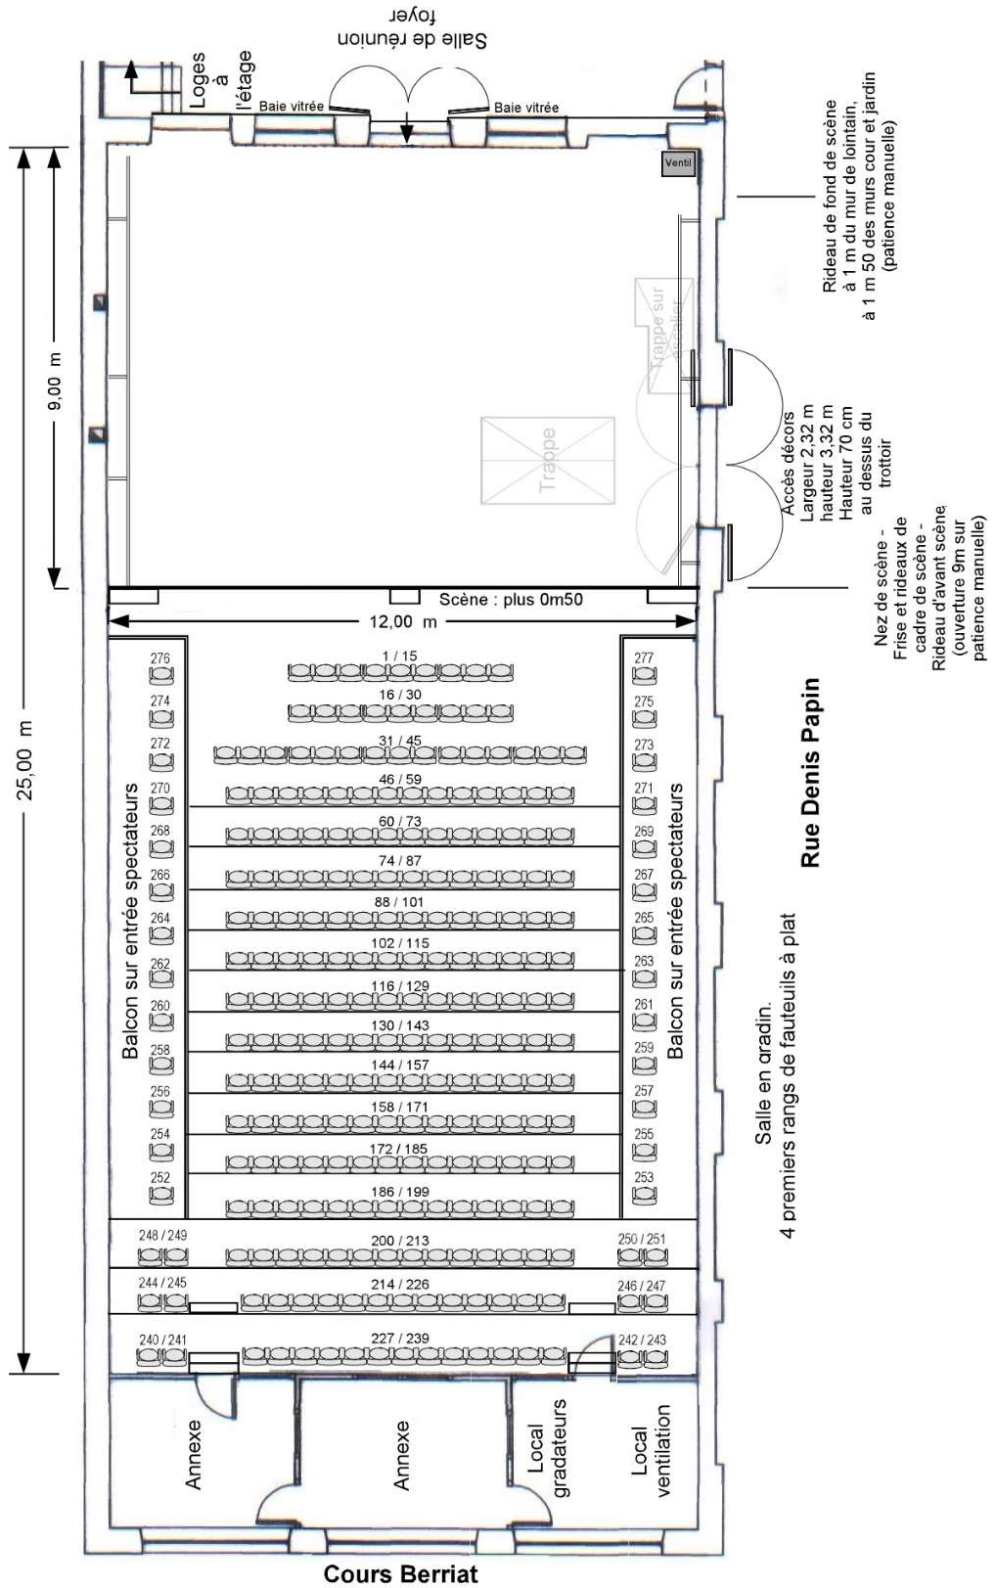 Salle de réunion
foyer
Loges
à
l'étage
Baie vitrée
Baie vitrée
Ventil
9,00 m
25,00 m
Trappe sur
escalier
Trappe
Rideau de fond de scène
à 1 m du mur de lointain,
à 1 m 50 des murs cour et jardin
(patience manuelle)
Accès décors
Largeur 2,32 m
hauteur 3,32 m
Hauteur 70 cm
au dessus du
trottoir
Nez de scène -
Frise et rideaux de
cadre de scène -
Rideau d'avant scène
(ouverture 9m sur
patience manuelle)
Scène : plus 0m50
12,00 m
276
1 / 15
277
16 / 30
274
275
31 / 45
272
273
270
46 / 59
271
268
60 / 73
269
266
74 / 87
267
264
88 / 101
265
262
102 / 115
263
260
116 / 129
261
258
130 / 143
259
256
144 / 157
257
158 / 171
254
172 / 185
255
252
186 / 199
253
Balcon sur entrée spectateurs
Balcon sur entrée spectateurs
248 / 249
200 / 213
250 / 251
244 / 245
214 / 226
246 / 247
240 / 241
227 / 239
242 / 243
Rue Denis Papin
Salle en gradin.
4 premiers rangs de fauteuils à plat
Annexe
Annexe
Local
gradateurs
Local
ventilation
Cours Berriat